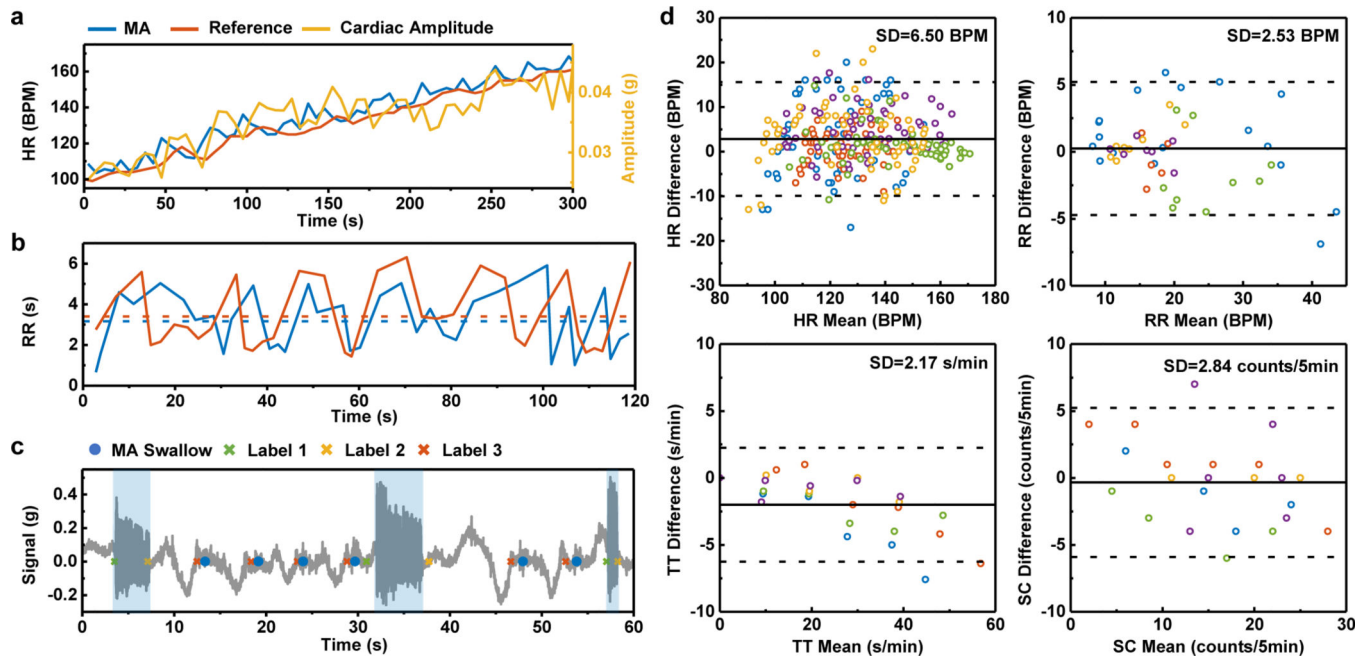 a
MA Reference Cardiac Amplitude
HR (BPM)
160
140
120
100
0.04
0.03
Amplitude (g)
0 50 100 150 200 250 300
Time (s)
b
RR (s)
6
4
2
0
0 20 40 60 80 100 120
Time (s)
c
MA Swallow Label 1 Label 2 Label 3
Signal (g)
0.4
0.2
0.0
-0.2
0 10 20 30 40 50 60
Time (s)
d
SD=6.50 BPM
HR Difference (BPM)
30
20
10
0
-10
-20
-30
80 100 120 140 160 180
HR Mean (BPM)
SD=2.53 BPM
RR Difference (BPM)
10
5
0
-5
-10
10 20 30 40
RR Mean (BPM)
SD=2.17 s/min
TT Difference (s/min)
10
5
0
-5
-10
0 20 40 60
TT Mean (s/min)
SD=2.84 counts/5min
SC Difference (counts/5min)
10
5
0
-5
-10
0 10 20 30
SC Mean (counts/5min)